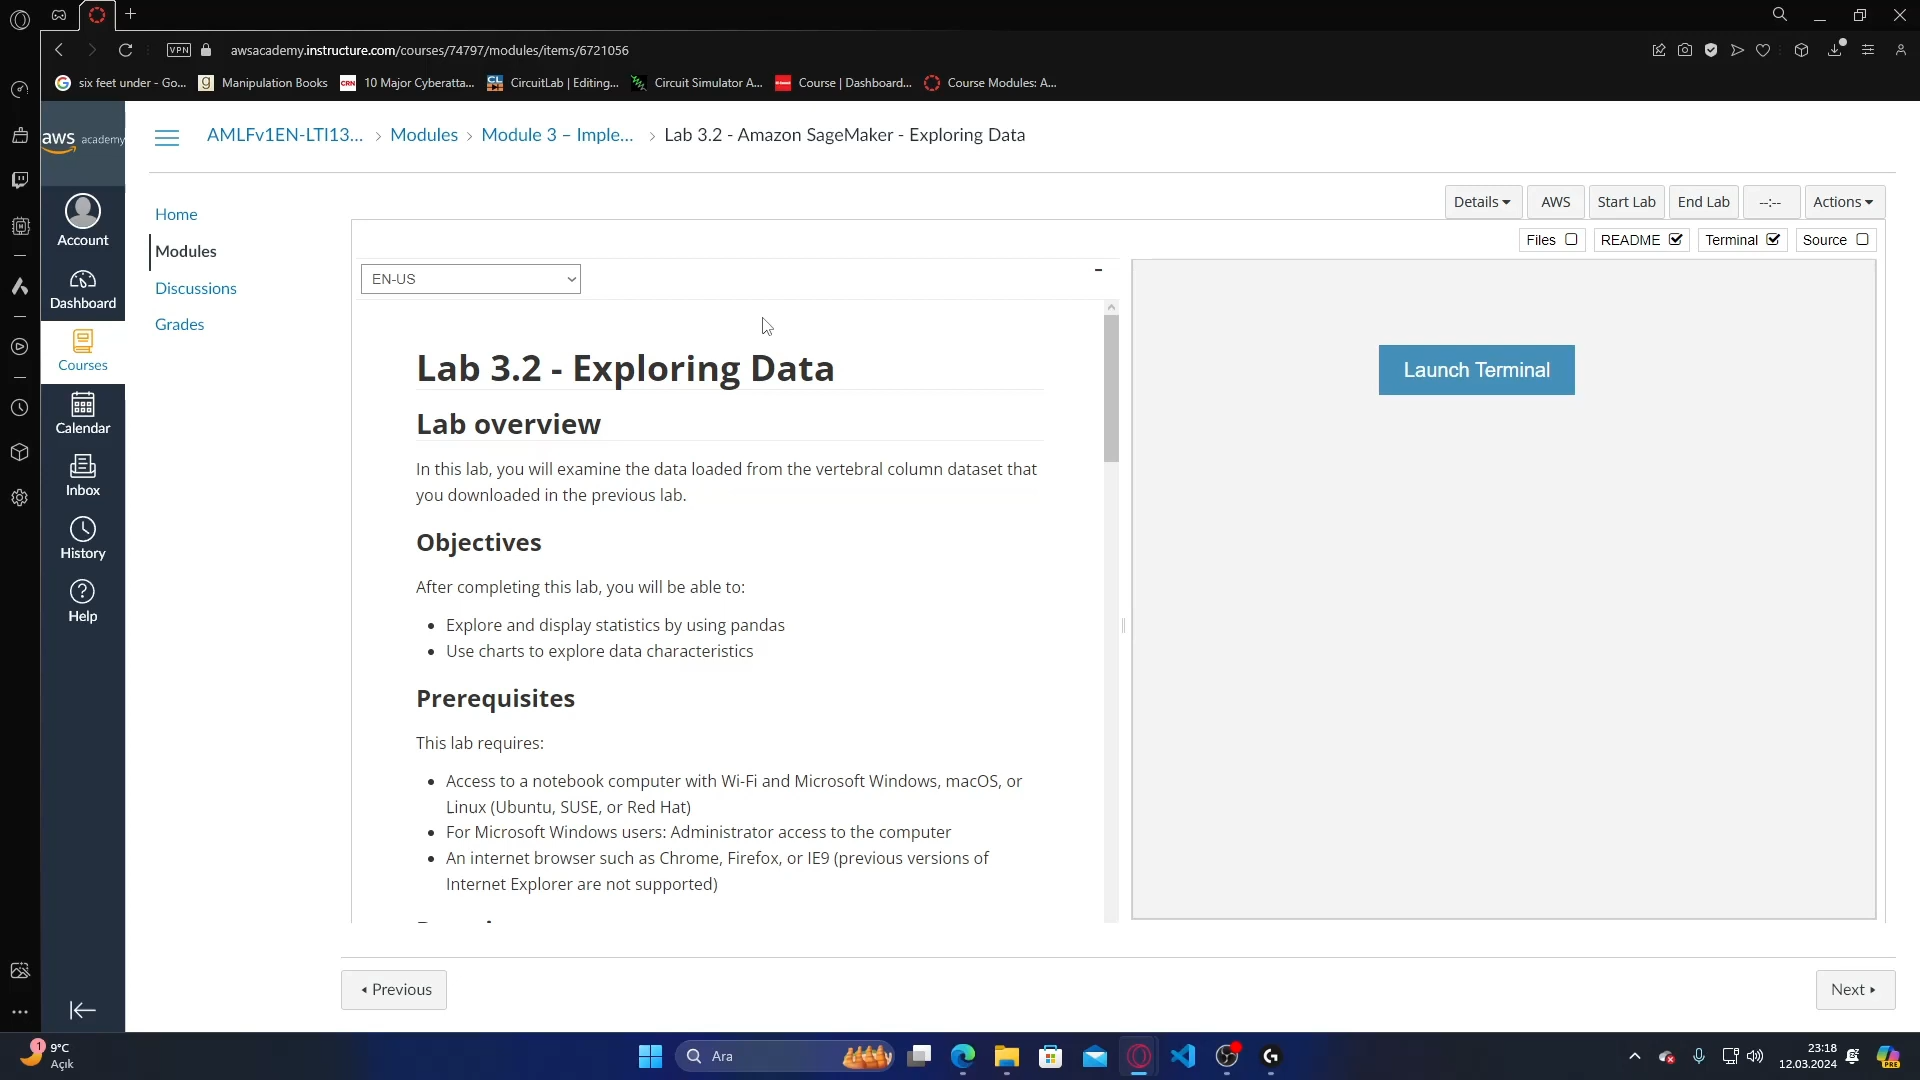 VPN
awsacademy.instructure.com/courses/74797/modules/items/6721056
six feet under - Go...
Manipulation Books
CRN
10 Major Cyberatta...
CL
CircuitLab | Editing...
Circuit Simulator A...
Course | Dashboard...
Course Modules: A...
aws academy
AMLFv1EN-LTI13... > Modules > Module 3 – Imple... > Lab 3.2 - Amazon SageMaker - Exploring Data
Account
Dashboard
Courses
Calendar
Inbox
History
Help
Home
Modules
Discussions
Grades
Details
AWS
Start Lab
End Lab
--:--
Actions
Files
README
Terminal
Source
EN-US
Lab 3.2 - Exploring Data
Lab overview
In this lab, you will examine the data loaded from the vertebral column dataset that
you downloaded in the previous lab.
Objectives
After completing this lab, you will be able to:
• Explore and display statistics by using pandas
• Use charts to explore data characteristics
Prerequisites
This lab requires:
• Access to a notebook computer with Wi-Fi and Microsoft Windows, macOS, or
Linux (Ubuntu, SUSE, or Red Hat)
• For Microsoft Windows users: Administrator access to the computer
• An internet browser such as Chrome, Firefox, or IE9 (previous versions of
Internet Explorer are not supported)
Launch Terminal
Previous
Next
1
9°C
Açık
Ara
23:18
12.03.2024
PRE